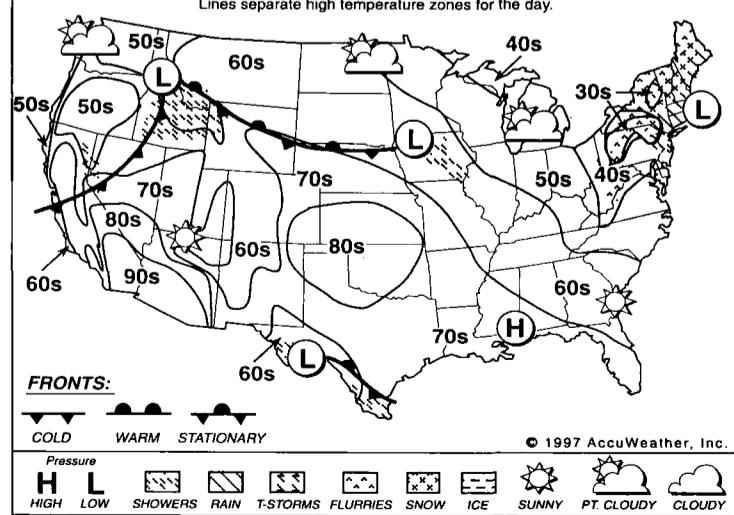 Lines separate high temperature zones for the day.
50s
60s
40s
L
30s
L
50s
50s
L
70s
70s
50s
40s
80s
60s
80s
60s
90s
60s
H
70s
60s
L
FRONTS:
COLD WARM STATIONARY
© 1997 AccuWeather, Inc.
Pressure
H L
HIGH LOW SHOWERS RAIN T-STORMS FLURRIES SNOW ICE SUNNY PT. CLOUDY CLOUDY